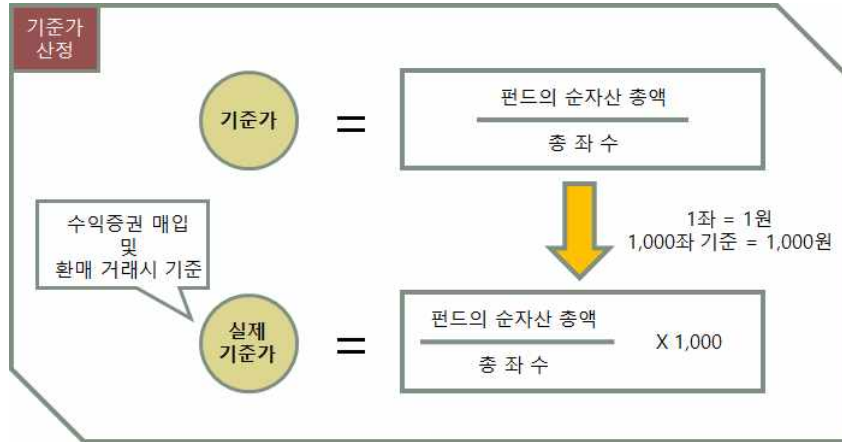 기준가
산정
기준가
=
펀드의 순자산 총액
총 좌 수
1좌 = 1원
1,000좌 기준 = 1,000원
수익증권 매입
및
환매 거래시 기준
실제
기준가
=
펀드의 순자산 총액
총 좌 수
X 1,000